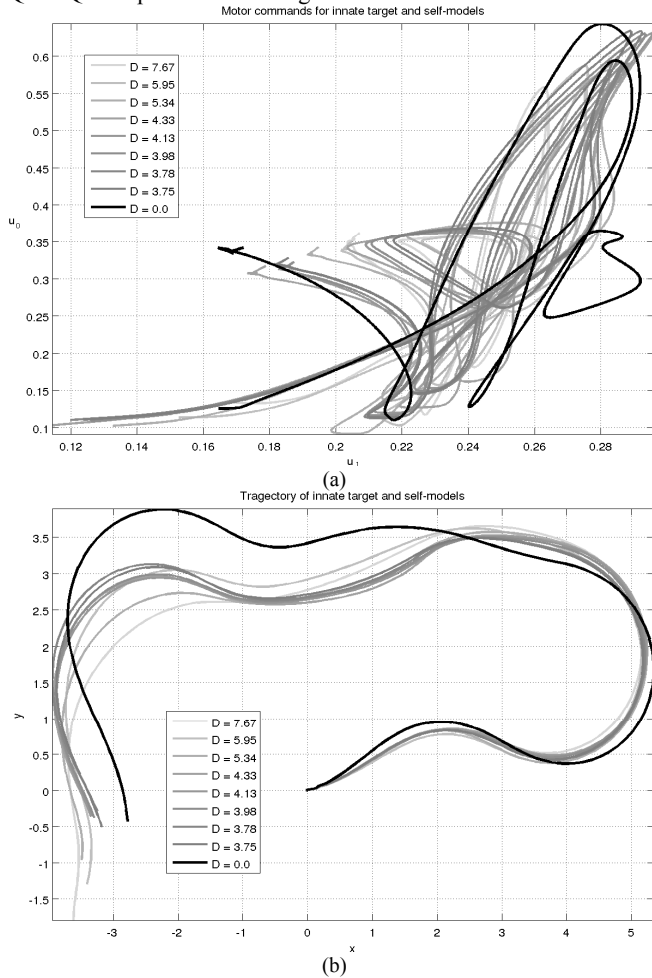 Motor commands for innate target and self-models
D = 7.67
D = 5.95
D = 5.34
D = 4.33
D = 4.13
D = 3.98
D = 3.78
D = 3.75
D = 0.0
0.6
0.55
0.5
0.45
0.4
0.35
0.3
0.25
0.2
0.15
0.1
u_0
0.12 0.14 0.16 0.18 0.2 0.22 0.24 0.26 0.28
u_1
(a)
Tragectory of innate target and self-models
3.5
3
2.5
2
1.5
1
0.5
0
-0.5
-1
-1.5
y
D = 7.67
D = 5.95
D = 5.34
D = 4.33
D = 4.13
D = 3.98
D = 3.78
D = 3.75
D = 0.0
-3 -2 -1 0 1 2 3 4 5
x
(b)